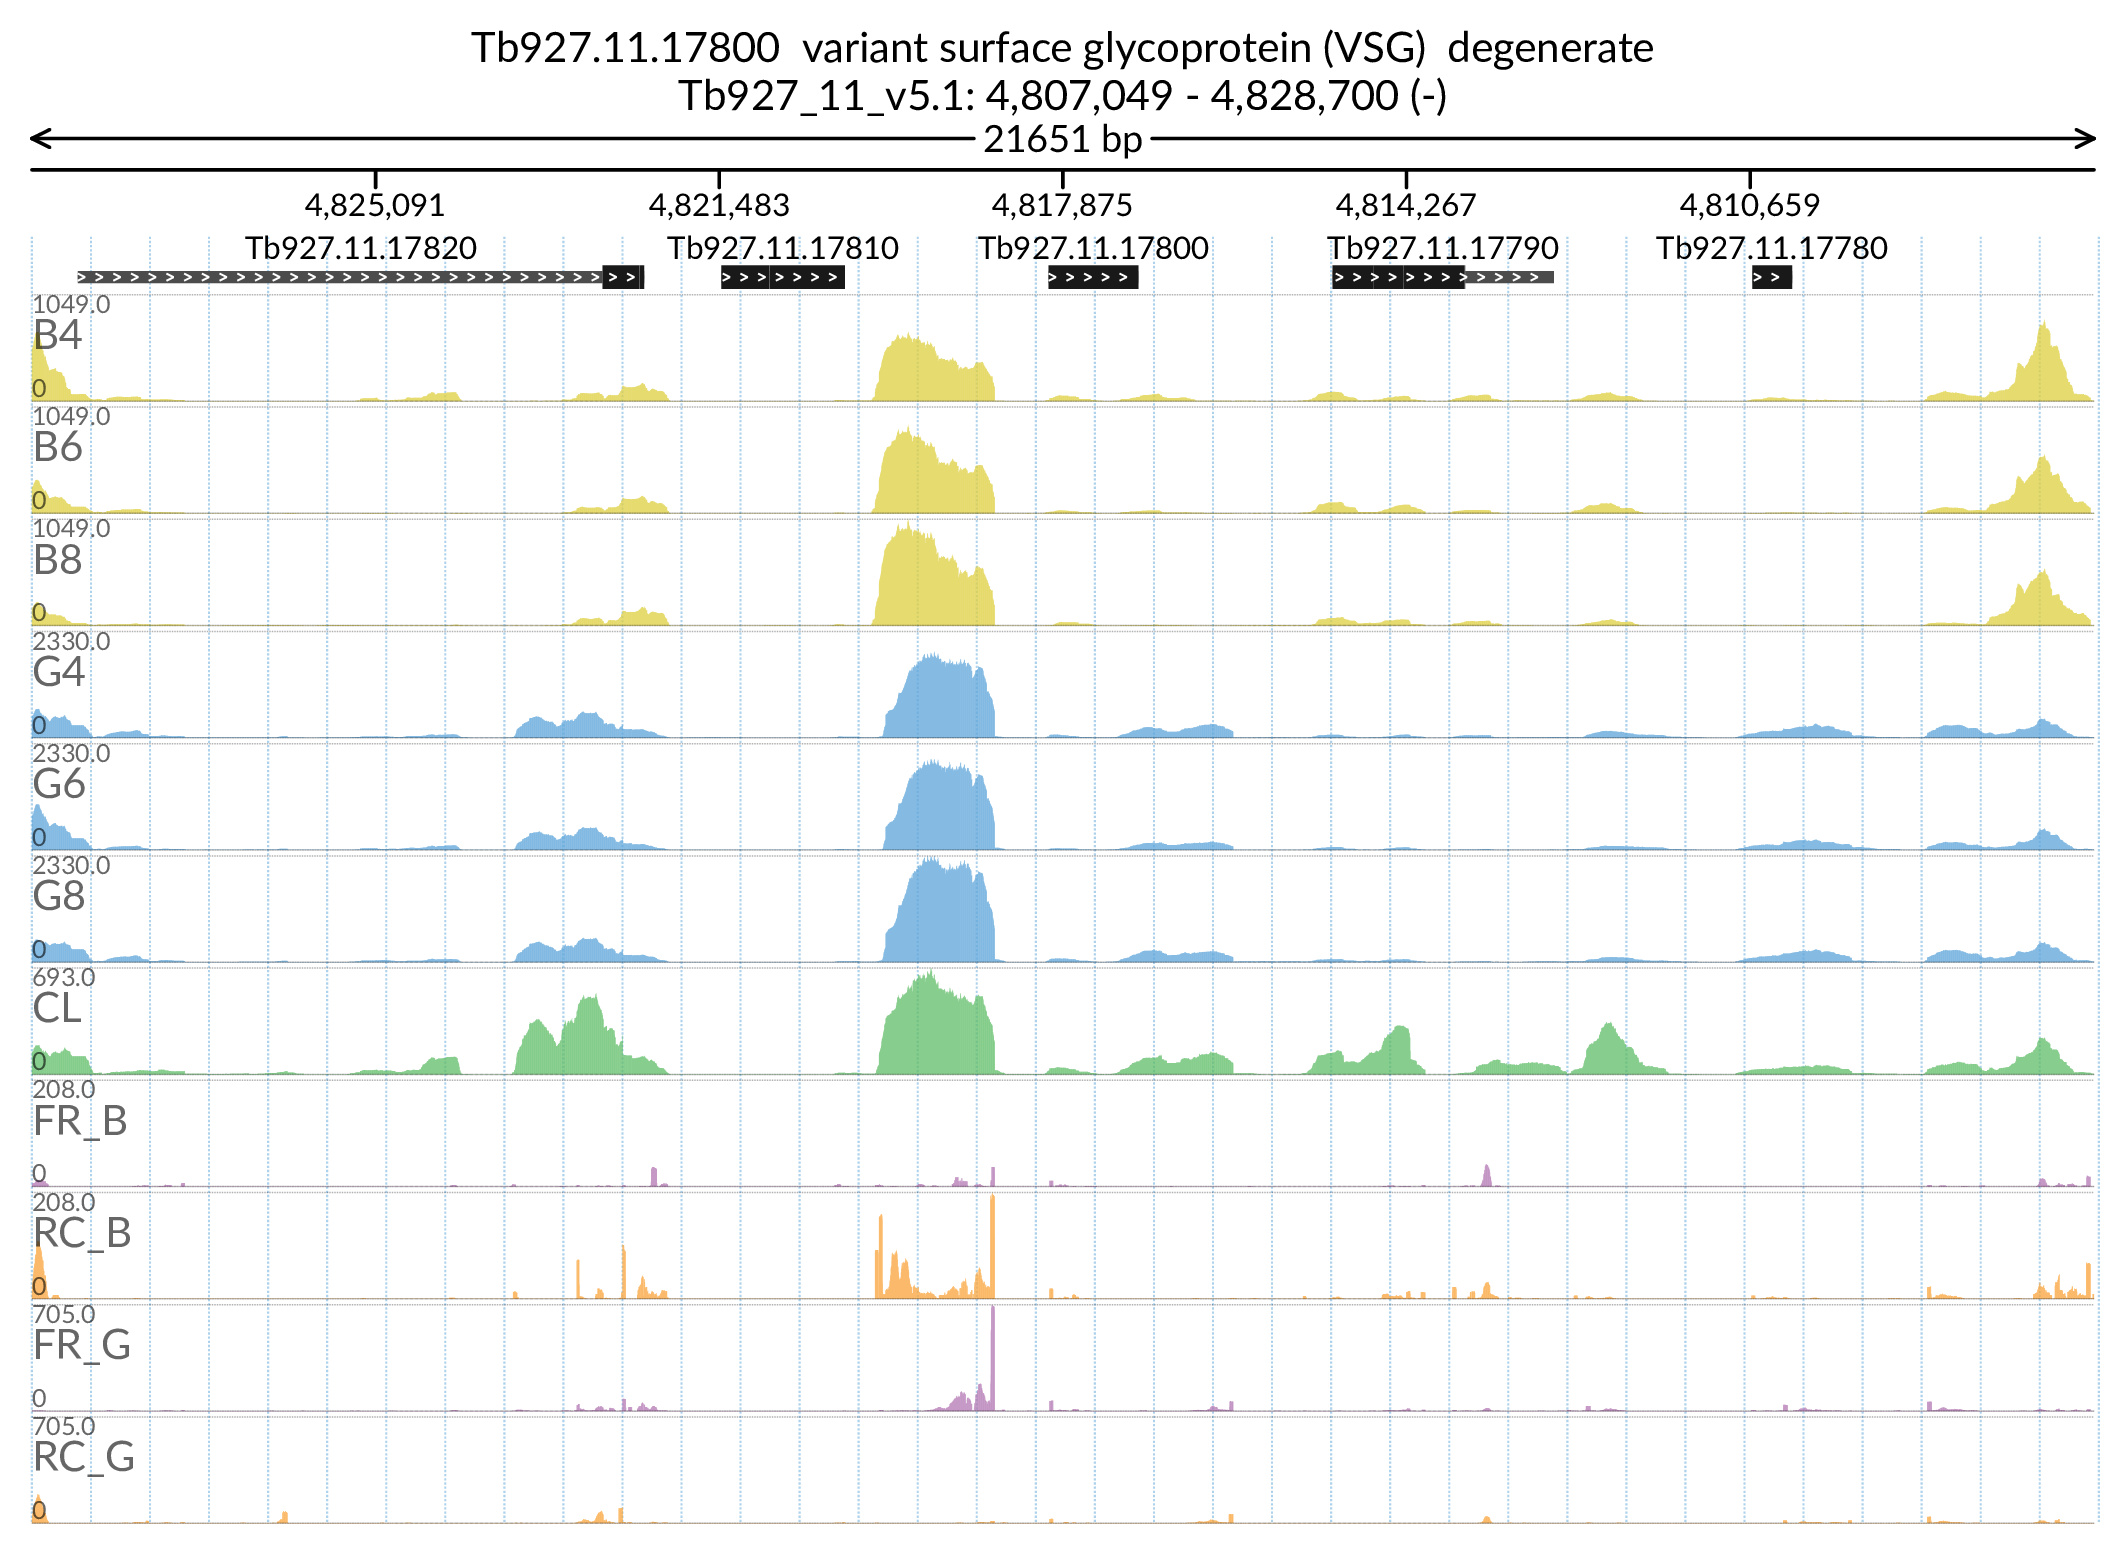 Tb927.11.17800 variant surface glycoprotein (VSG) degenerate
Tb927_11_v5.1: 4,807,049 - 4,828,700 (-)
21651 bp
4,825,091 4,821,483 4,817,875 4,814,267 4,810,659
Tb927.11.17820 Tb927.11.17810 Tb927.11.17800 Tb927.11.17790 Tb927.11.17780
1049.0
B4
0
1049.0
B6
0
1049.0
B8
0
2330.0
G4
0
2330.0
G6
0
2330.0
G8
0
693.0
CL
0
208.0
FR_B
0
208.0
RC_B
0
705.0
FR_G
0
705.0
RC_G
0